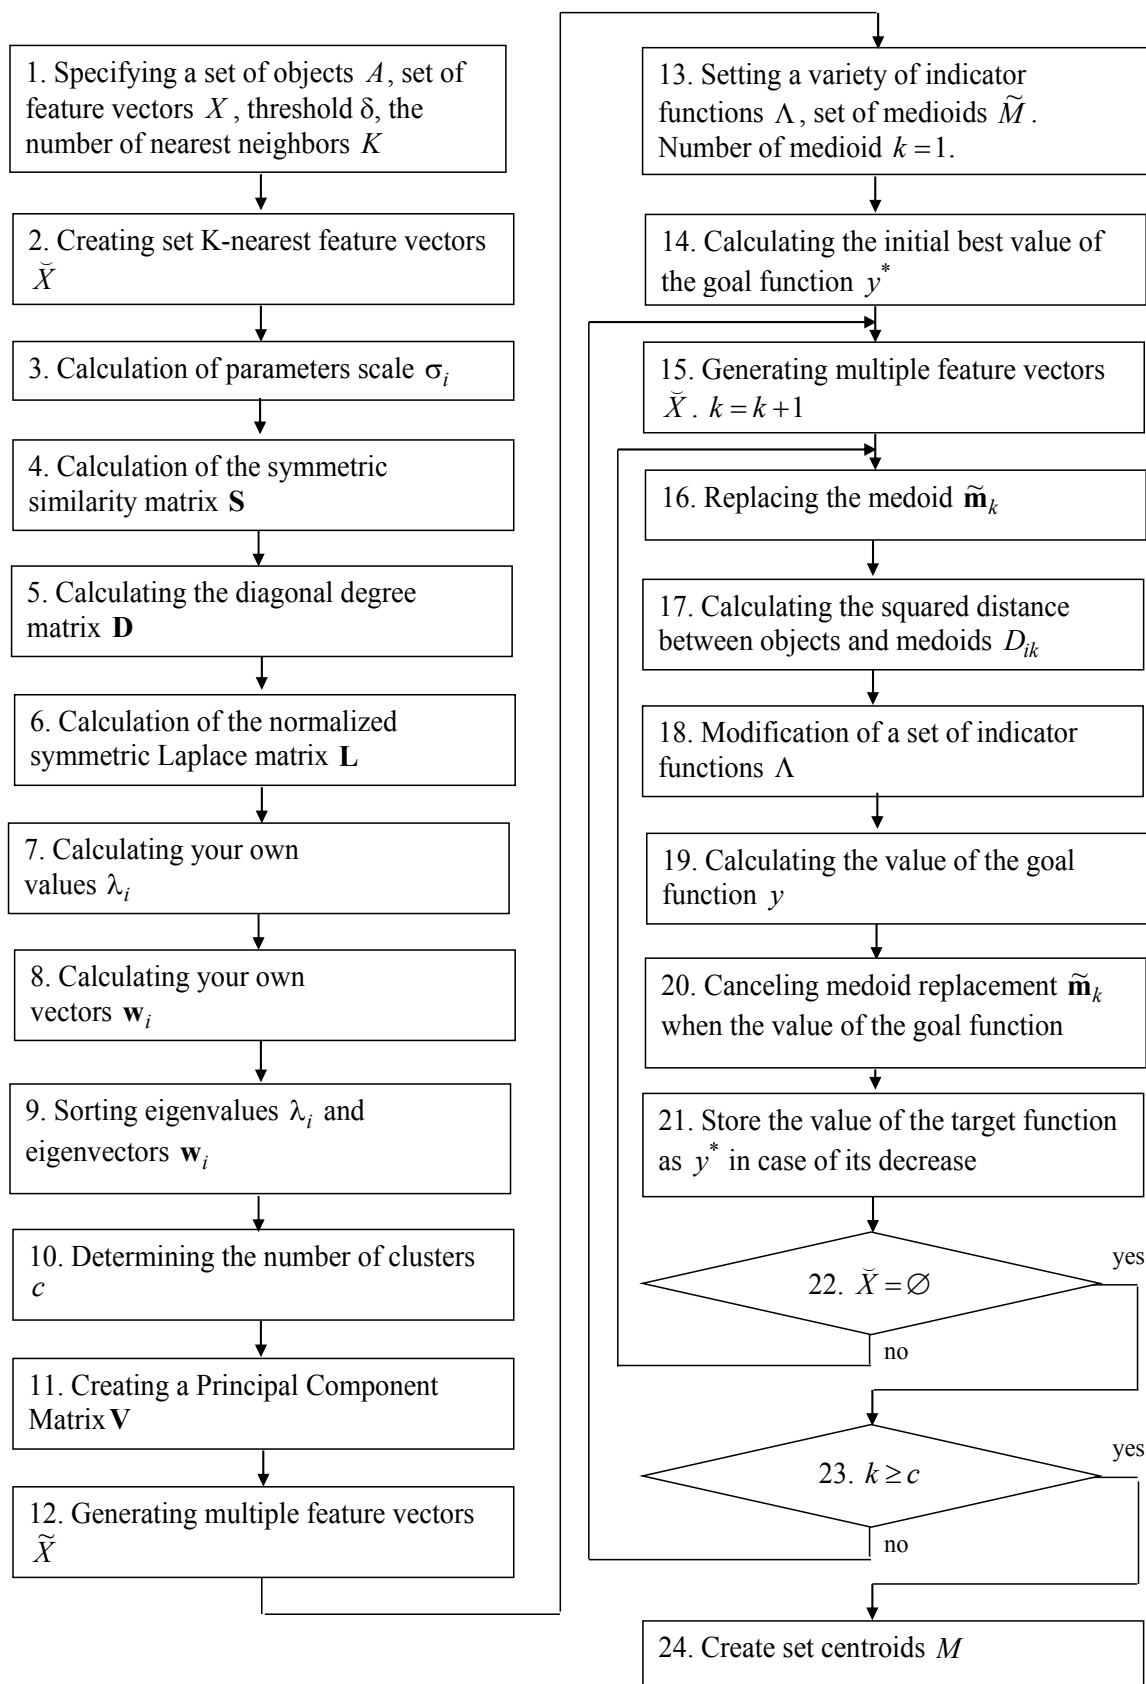 1. Specifying a set of objects A, set of
feature vectors X, threshold δ, the
number of nearest neighbors K
2. Creating set K-nearest feature vectors
X̆
3. Calculation of parameters scale σ_i
4. Calculation of the symmetric
similarity matrix S
5. Calculating the diagonal degree
matrix D
6. Calculation of the normalized
symmetric Laplace matrix L
7. Calculating your own
values λ_i
8. Calculating your own
vectors w_i
9. Sorting eigenvalues λ_i and
eigenvectors w_i
10. Determining the number of clusters
c
11. Creating a Principal Component
Matrix V
12. Generating multiple feature vectors
X̃
13. Setting a variety of indicator
functions Λ, set of medioids M̃.
Number of medioid k = 1.
14. Calculating the initial best value of
the goal function y*
15. Generating multiple feature vectors
X̆. k = k + 1
16. Replacing the medoid m̃_k
17. Calculating the squared distance
between objects and medoids D_ik
18. Modification of a set of indicator
functions Λ
19. Calculating the value of the goal
function y
20. Canceling medoid replacement m̃_k
when the value of the goal function
21. Store the value of the target function
as y* in case of its decrease
22. X̆ = ∅
yes
no
23. k ≥ c
yes
no
24. Create set centroids M